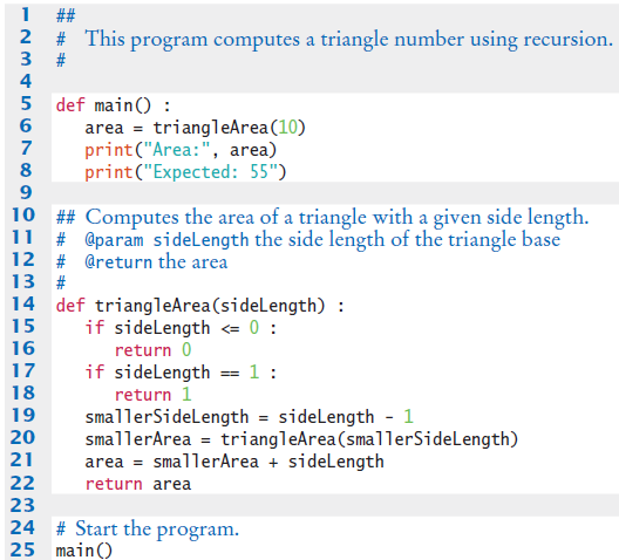 1 ##
2 # This program computes a triangle number using recursion.
3 #
4
5 def main() :
6    area = triangleArea(10)
7    print("Area:", area)
8    print("Expected: 55")
9
10 ## Computes the area of a triangle with a given side length.
11 # @param sideLength the side length of the triangle base
12 # @return the area
13 #
14 def triangleArea(sideLength) :
15    if sideLength <= 0 :
16       return 0
17    if sideLength == 1 :
18       return 1
19    smallerSideLength = sideLength - 1
20    smallerArea = triangleArea(smallerSideLength)
21    area = smallerArea + sideLength
22    return area
23
24 # Start the program.
25 main()